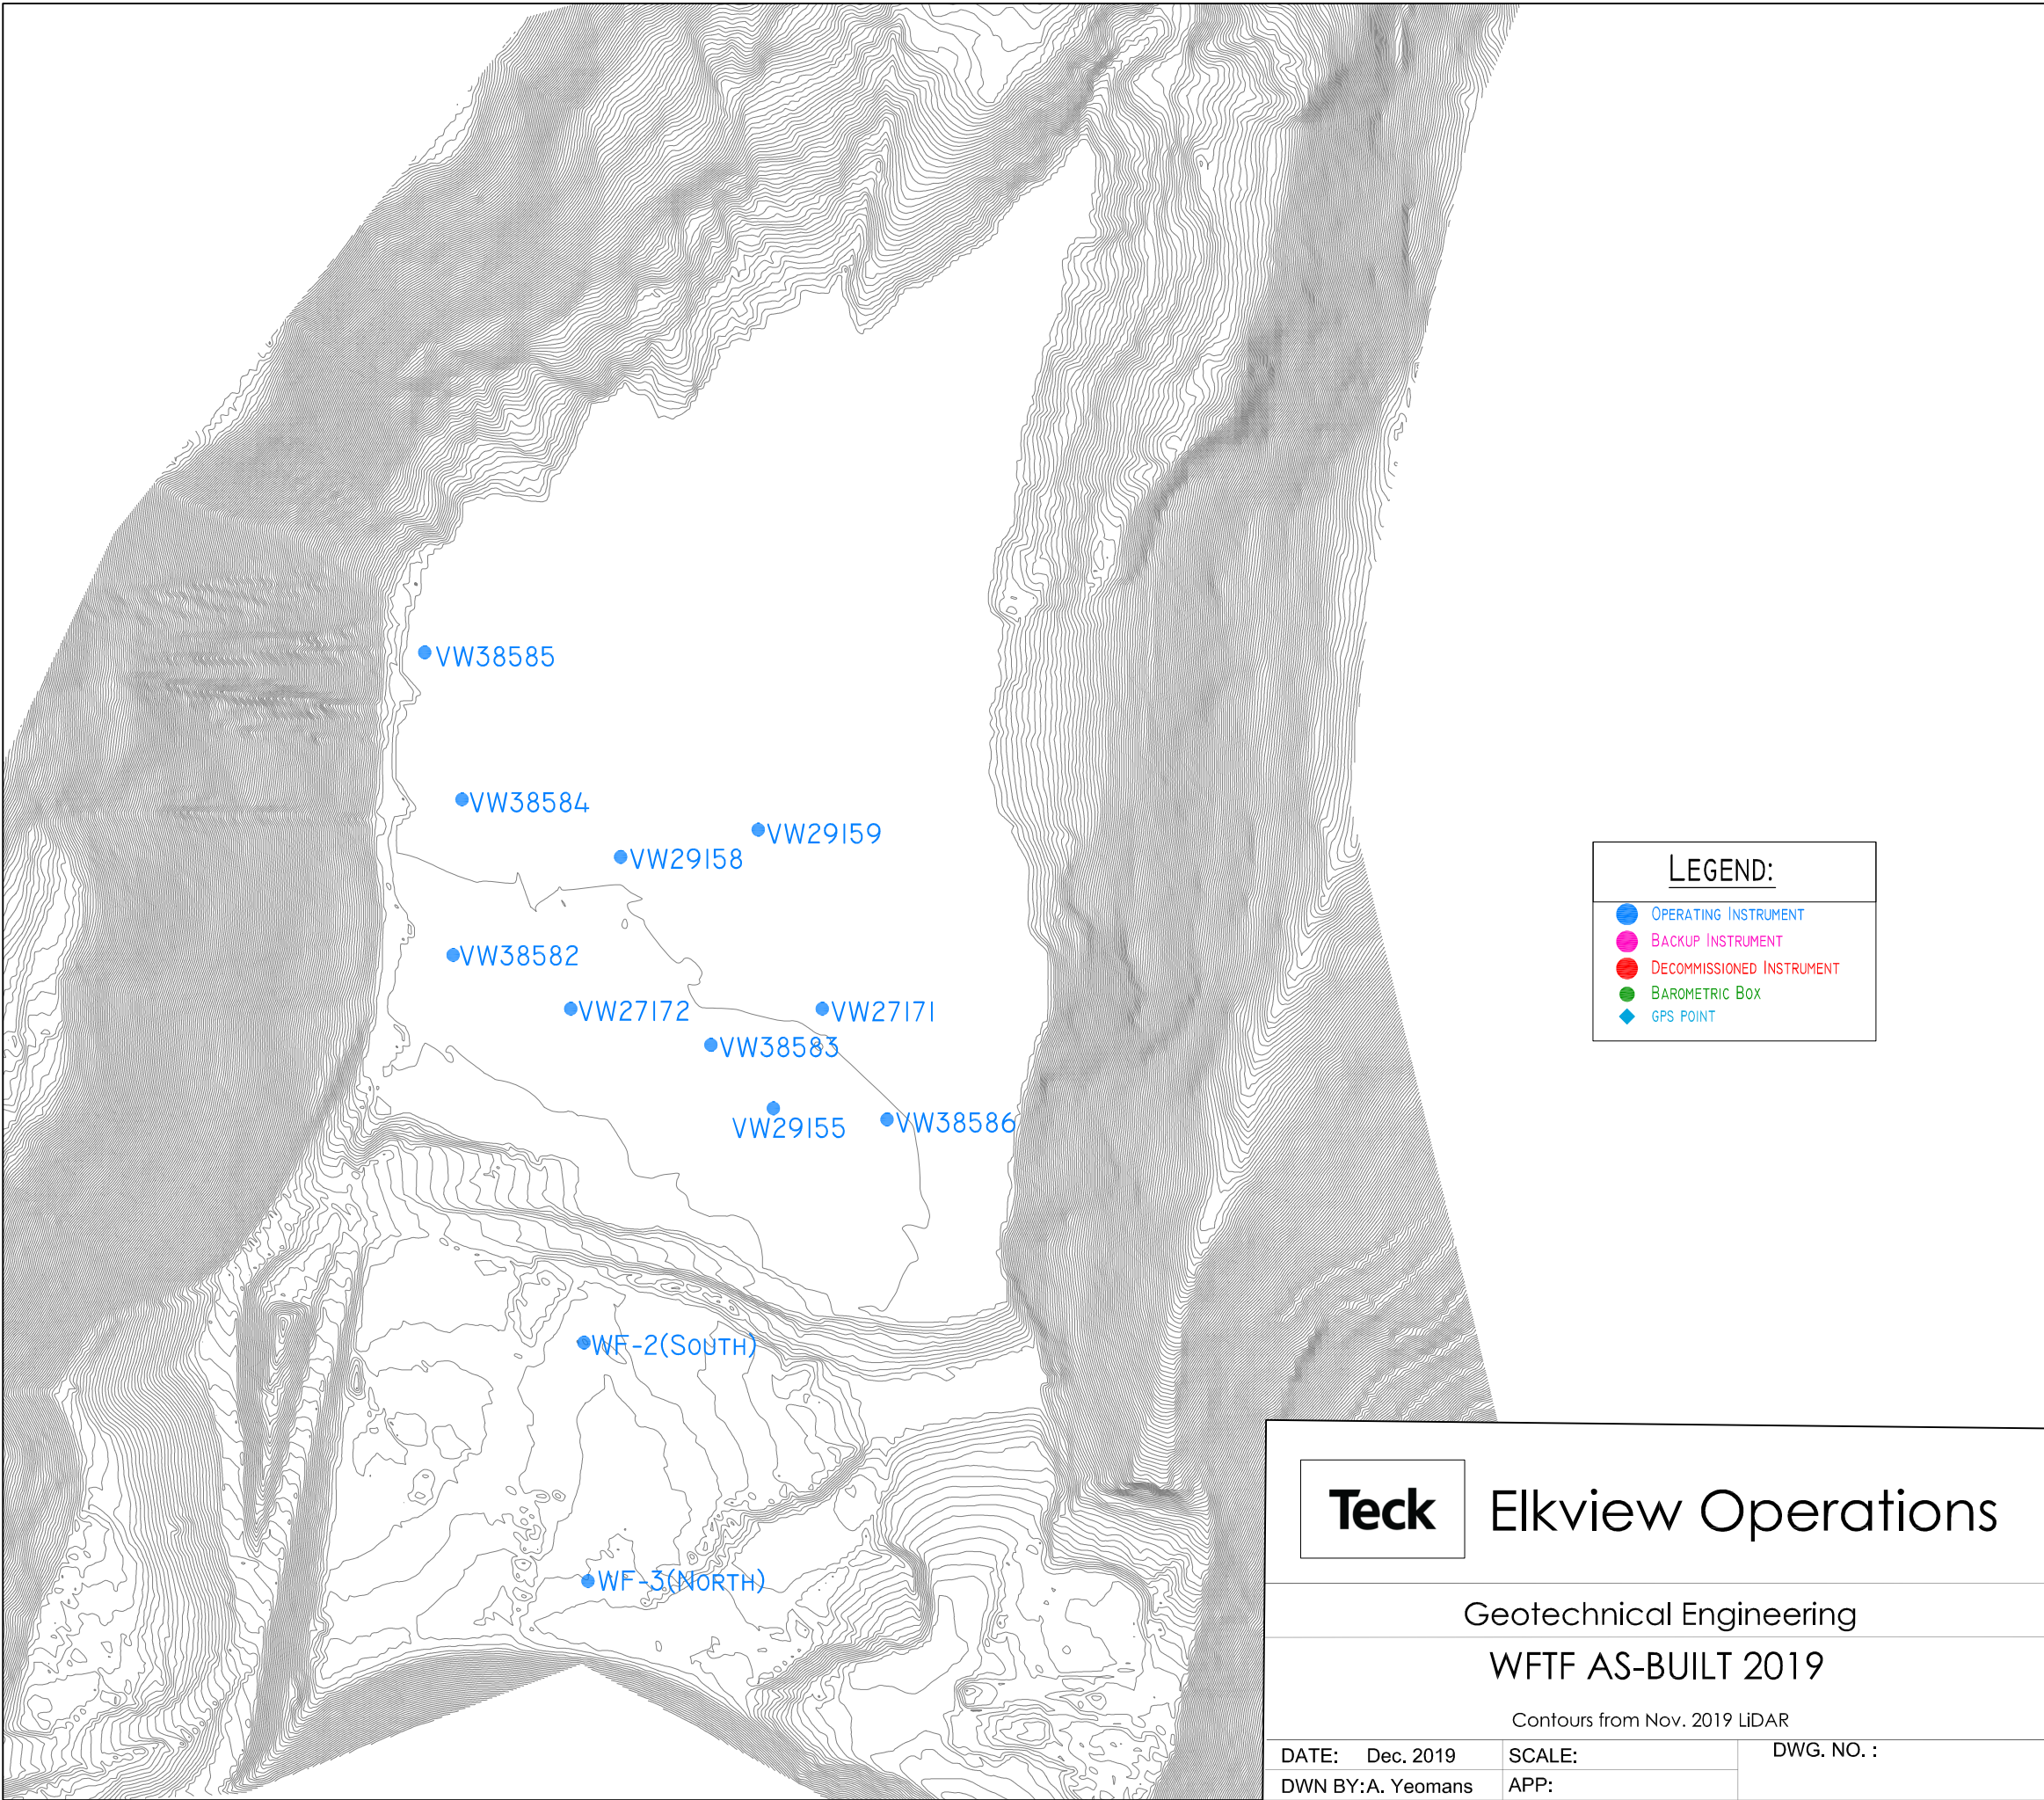 VW38585
VW38584
VW29159
VW29158
VW38582
VW27172
VW27171
VW38583
VW29155
VW38586
WF-2(SOUTH)
WF-3(NORTH)
LEGEND:
OPERATING INSTRUMENT
BACKUP INSTRUMENT
DECOMMISSIONED INSTRUMENT
BAROMETRIC BOX
GPS POINT
Teck Elkview Operations
Geotechnical Engineering
WFTF AS-BUILT 2019
Contours from Nov. 2019 LiDAR
DATE: Dec. 2019 SCALE: DWG. NO. :
DWN BY: A. Yeomans APP: